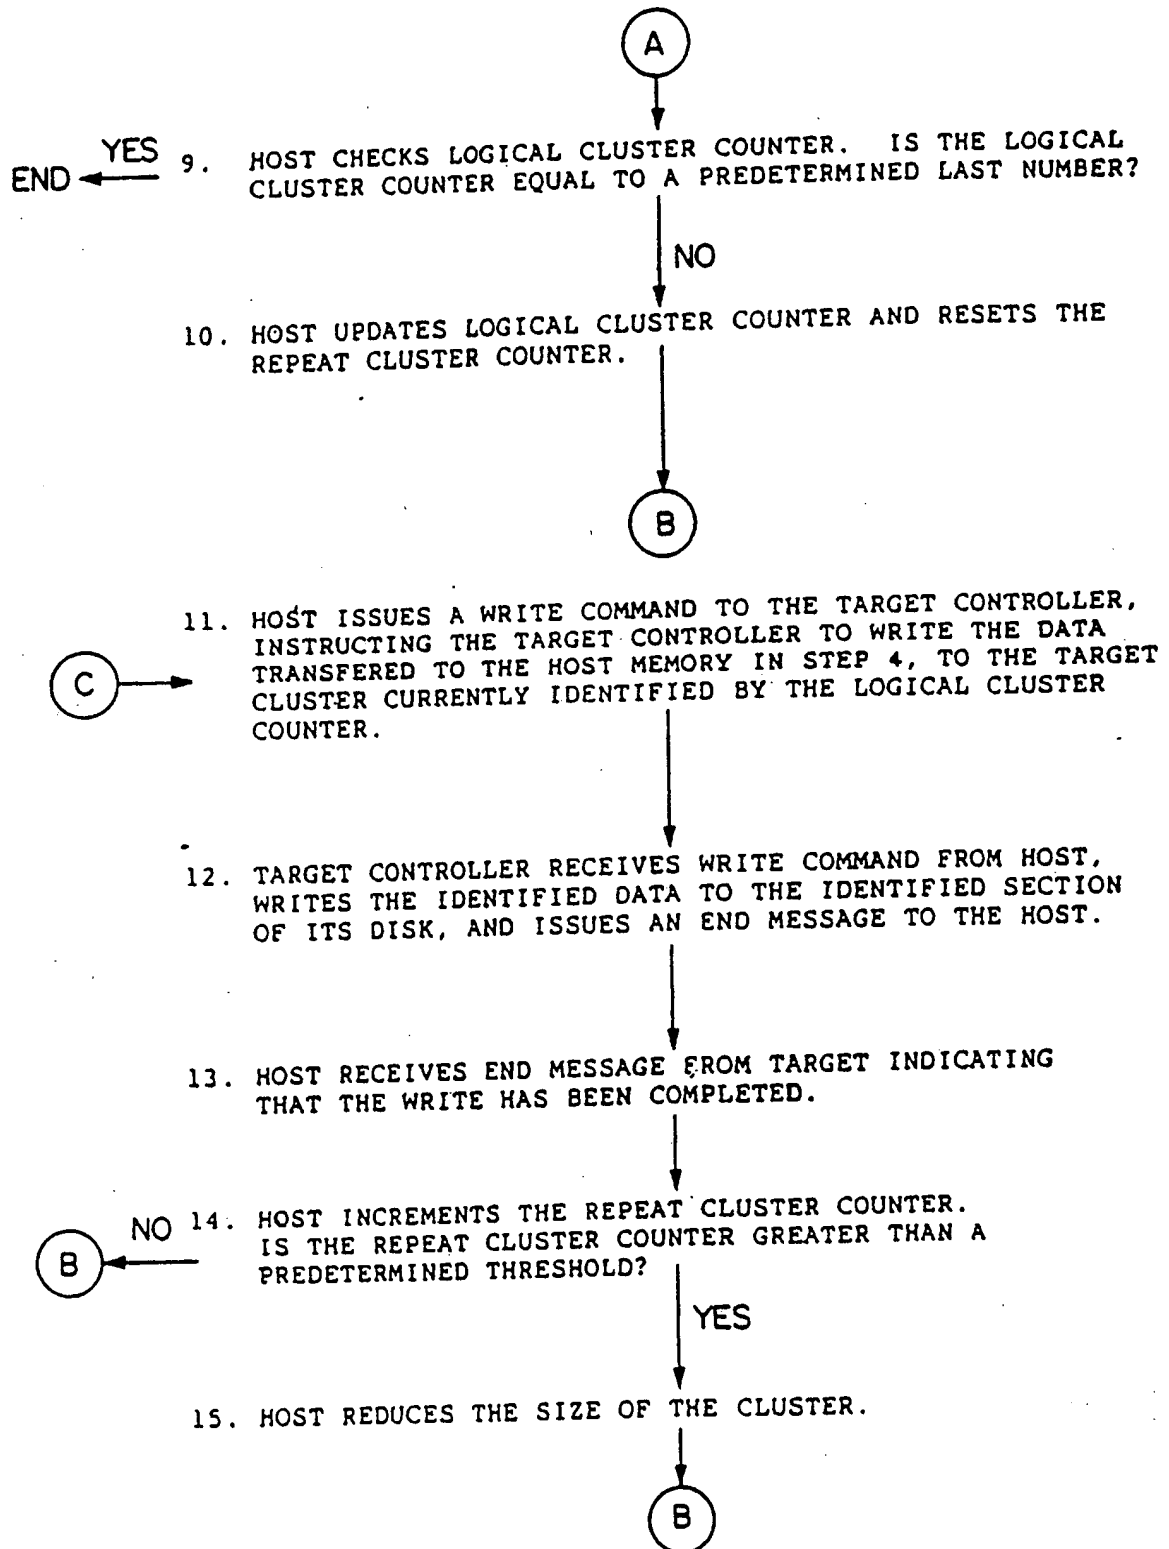 A
END YES 9. HOST CHECKS LOGICAL CLUSTER COUNTER. IS THE LOGICAL
CLUSTER COUNTER EQUAL TO A PREDETERMINED LAST NUMBER?
NO
10. HOST UPDATES LOGICAL CLUSTER COUNTER AND RESETS THE
REPEAT CLUSTER COUNTER.
B
11. HOST ISSUES A WRITE COMMAND TO THE TARGET CONTROLLER,
INSTRUCTING THE TARGET CONTROLLER TO WRITE THE DATA
C TRANSFERED TO THE HOST MEMORY IN STEP 4, TO THE TARGET
CLUSTER CURRENTLY IDENTIFIED BY THE LOGICAL CLUSTER
COUNTER.
12. TARGET CONTROLLER RECEIVES WRITE COMMAND FROM HOST,
WRITES THE IDENTIFIED DATA TO THE IDENTIFIED SECTION
OF ITS DISK, AND ISSUES AN END MESSAGE TO THE HOST.
13. HOST RECEIVES END MESSAGE FROM TARGET INDICATING
THAT THE WRITE HAS BEEN COMPLETED.
NO 14. HOST INCREMENTS THE REPEAT CLUSTER COUNTER.
B IS THE REPEAT CLUSTER COUNTER GREATER THAN A
PREDETERMINED THRESHOLD?
YES
15. HOST REDUCES THE SIZE OF THE CLUSTER.
B